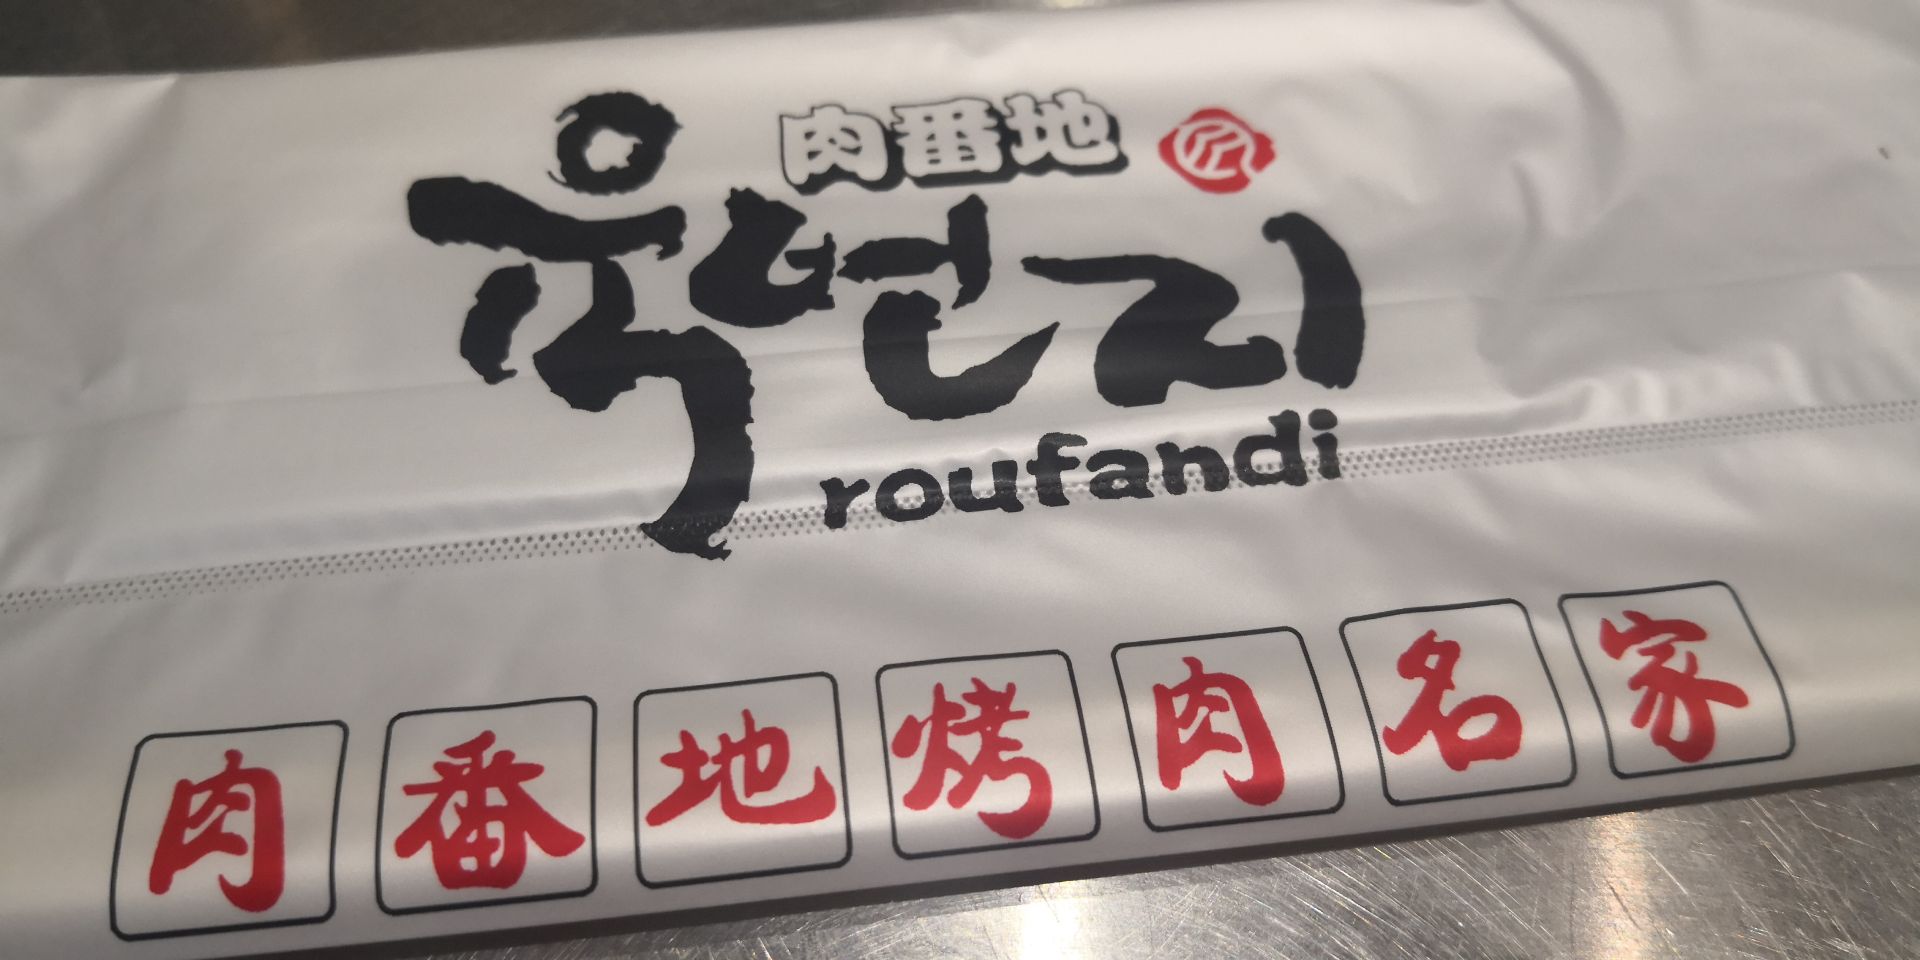 肉番地
육번지
roufandi
肉番地烤肉名家